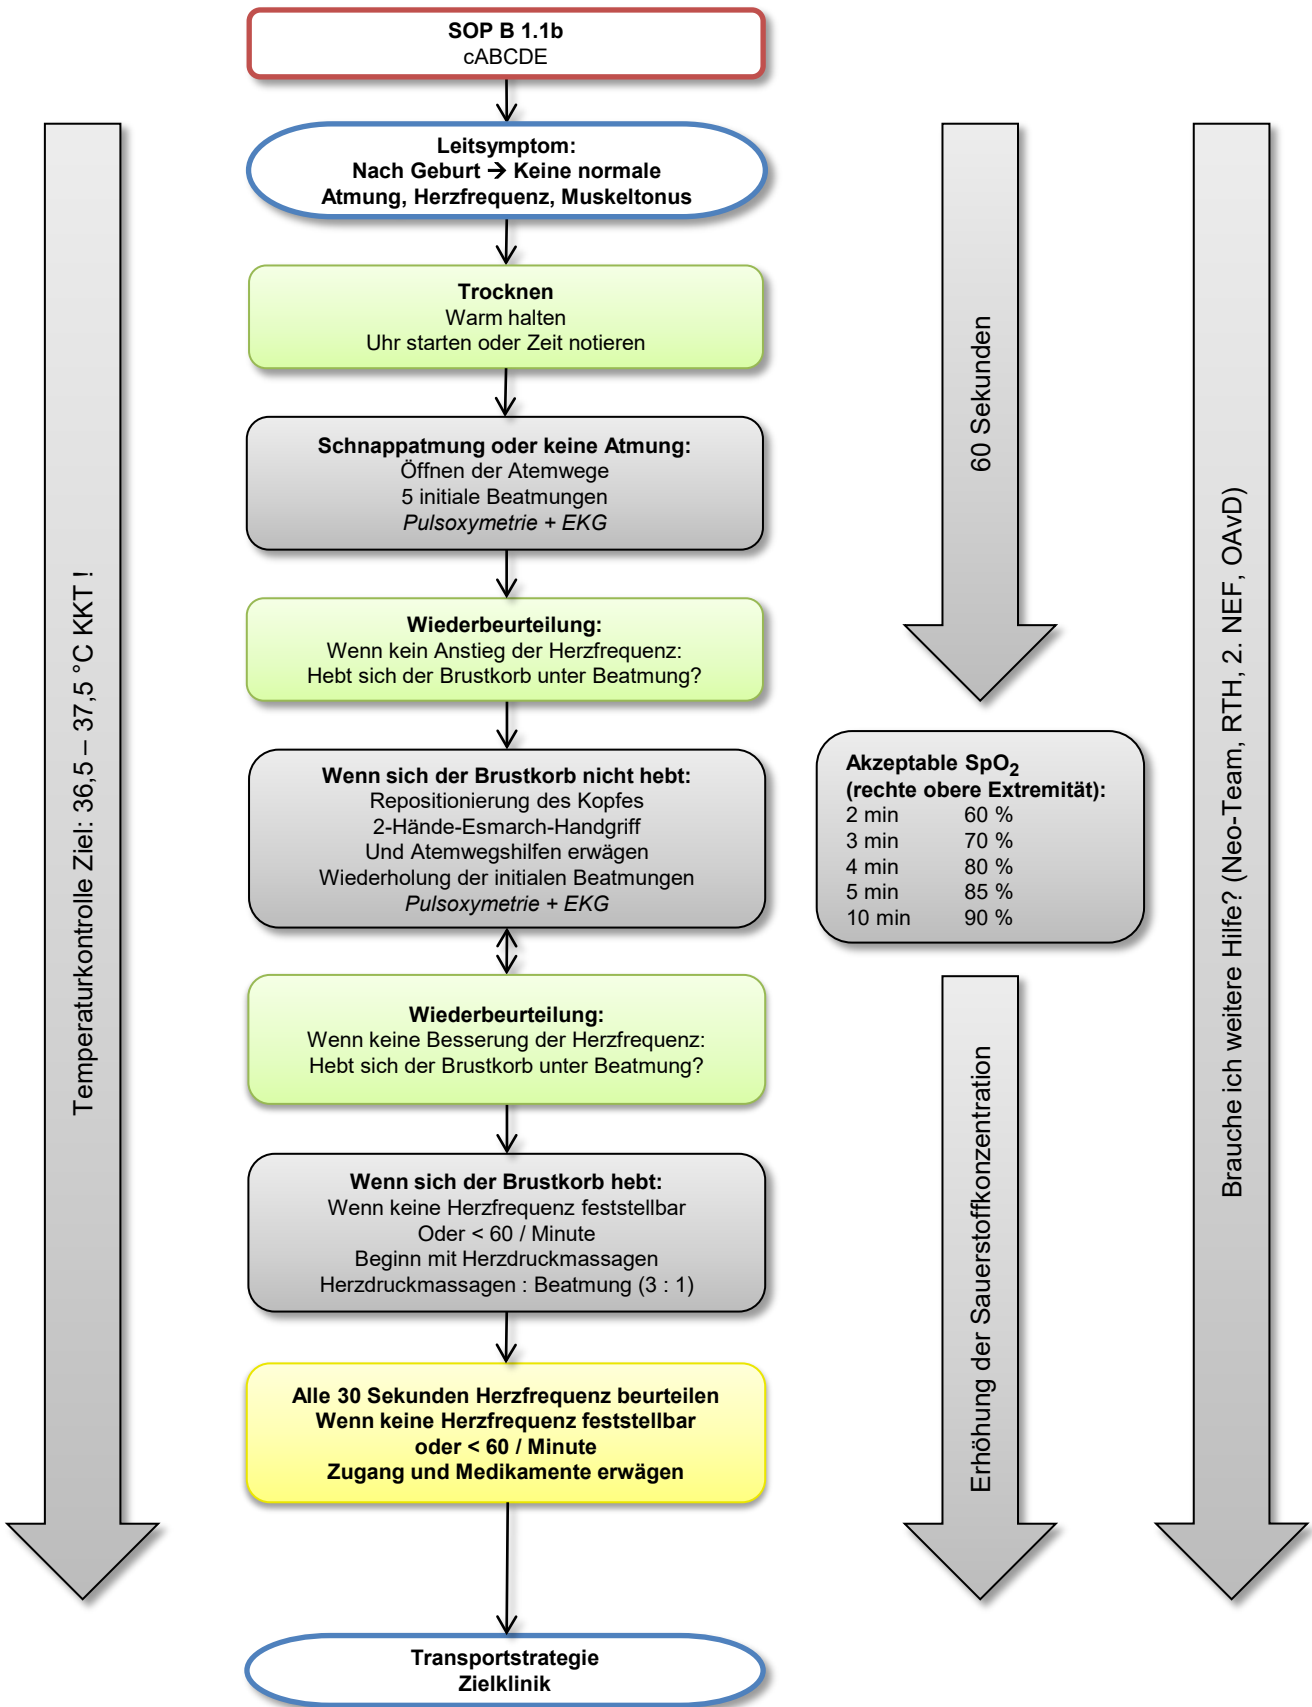 SOP B 1.1b
cABCDE
Leitsymptom:
Nach Geburt → Keine normale
Atmung, Herzfrequenz, Muskeltonus
Trocknen
Warm halten
Uhr starten oder Zeit notieren
Schnappatmung oder keine Atmung:
Öffnen der Atemwege
5 initiale Beatmungen
Pulsoxymetrie + EKG
Wiederbeurteilung:
Wenn kein Anstieg der Herzfrequenz:
Hebt sich der Brustkorb unter Beatmung?
Wenn sich der Brustkorb nicht hebt:
Repositionierung des Kopfes
2-Hände-Esmarch-Handgriff
Und Atemwegshilfen erwägen
Wiederholung der initialen Beatmungen
Pulsoxymetrie + EKG
Wiederbeurteilung:
Wenn keine Besserung der Herzfrequenz:
Hebt sich der Brustkorb unter Beatmung?
Wenn sich der Brustkorb hebt:
Wenn keine Herzfrequenz feststellbar
Oder < 60 / Minute
Beginn mit Herzdruckmassagen
Herzdruckmassagen : Beatmung (3 : 1)
Alle 30 Sekunden Herzfrequenz beurteilen
Wenn keine Herzfrequenz feststellbar
oder < 60 / Minute
Zugang und Medikamente erwägen
Transportstrategie
Zielklinik
Temperaturkontrolle Ziel: 36,5 – 37,5 °C KKT !
60 Sekunden
Akzeptable SpO₂
(rechte obere Extremität):
2 min 60 %
3 min 70 %
4 min 80 %
5 min 85 %
10 min 90 %
Erhöhung der Sauerstoffkonzentration
Brauche ich weitere Hilfe? (Neo-Team, RTH, 2. NEF, OAvD)